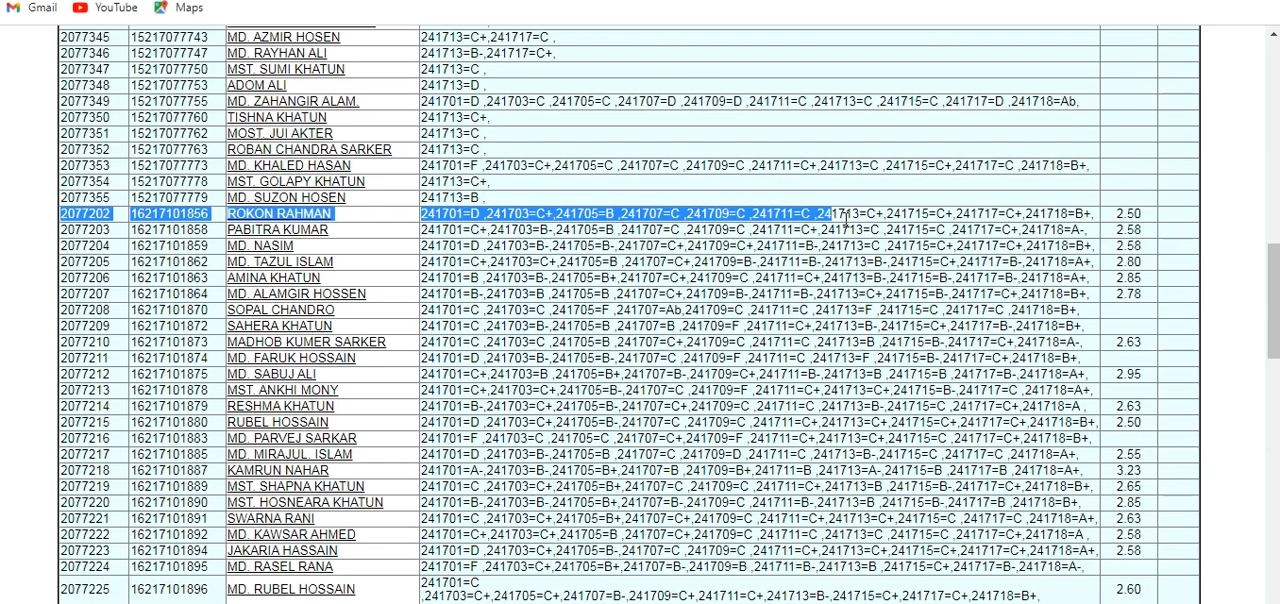 Gmail YouTube Maps
2077345 15217077743 MD. AZMIR HOSEN 241713=C+,241717=C ,
2077346 15217077747 MD. RAYHAN ALI 241713=B-,241717=C+,
2077347 15217077750 MST. SUMI KHATUN 241713=C ,
2077348 15217077753 ADOM ALI 241713=D ,
2077349 15217077755 MD. ZAHANGIR ALAM. 241701=D ,241703=C ,241705=C ,241707=D ,241709=D ,241711=C ,241713=C ,241715=C ,241717=D ,241718=Ab,
2077350 15217077760 TISHNA KHATUN 241713=C+,
2077351 15217077762 MOST. JUI AKTER 241713=C ,
2077352 15217077763 ROBAN CHANDRA SARKER 241713=C ,
2077353 15217077773 MD. KHALED HASAN 241701=F ,241703=C+,241705=C ,241707=C ,241709=C ,241711=C+,241713=C ,241715=C+,241717=C ,241718=B+,
2077354 15217077778 MST. GOLAPY KHATUN 241713=C+,
2077355 15217077779 MD. SUZON HOSEN 241713=B ,
2077202 16217101856 ROKON RAHMAN 241701=D ,241703=C+,241705=B ,241707=C ,241709=C ,241711=C ,241713=C+,241715=C+,241717=C+,241718=B+, 2.50
2077203 16217101858 PABITRA KUMAR 241701=C+,241703=B-,241705=B ,241707=C ,241709=C ,241711=C+,241713=C ,241715=C ,241717=C ,241718=A-, 2.58
2077204 16217101859 MD. NASIM 241701=D ,241703=B-,241705=B-,241707=C+,241709=C+,241711=B-,241713=C ,241715=C+,241717=C ,241718=B+, 2.58
2077205 16217101862 MD. TAZUL ISLAM 241701=C+,241703=C+,241705=B ,241707=C+,241709=B-,241711=B-,241713=B-,241715=C+,241717=B-,241718=A+, 2.80
2077206 16217101863 AMINA KHATUN 241701=B ,241703=B-,241705=B+,241707=C+,241709=C ,241711=C+,241713=B-,241715=B-,241717=B-,241718=A+, 2.85
2077207 16217101864 MD. ALAMGIR HOSSEN 241701=B-,241703=B ,241705=B ,241707=C+,241709=B-,241711=B-,241713=C+,241715=B-,241717=C+,241718=B+, 2.78
2077208 16217101870 SOPAL CHANDRO 241701=C ,241703=C ,241705=F ,241707=Ab,241709=C ,241711=C ,241713=F ,241715=C ,241717=C ,241718=B+,
2077209 16217101872 SAHERA KHATUN 241701=C ,241703=B-,241705=B ,241707=B ,241709=F ,241711=C+,241713=B-,241715=C+,241717=B-,241718=B+,
2077210 16217101873 MADHOB KUMER SARKER 241701=C ,241703=C ,241705=B+,241707=C+,241709=C ,241711=C ,241713=B ,241715=B-,241717=C+,241718=A-, 2.63
2077211 16217101874 MD. FARUK HOSSAIN 241701=D ,241703=B-,241705=B-,241707=C ,241709=F ,241711=C ,241713=F ,241715=B-,241717=C+,241718=B+,
2077212 16217101875 MD. SABUJ ALI 241701=C+,241703=B ,241705=B+,241707=B-,241709=C+,241711=B-,241713=B ,241715=B ,241717=B-,241718=A+, 2.95
2077213 16217101878 MST. ANKHI MONY 241701=C+,241703=C+,241705=B-,241707=C ,241709=F ,241711=C+,241713=C+,241715=B-,241717=C ,241718=A+,
2077214 16217101879 RESHMA KHATUN 241701=B-,241703=C+,241705=B-,241707=C+,241709=C ,241711=C ,241713=B-,241715=C ,241717=C+,241718=A , 2.63
2077215 16217101880 RUBEL HOSSAIN 241701=D ,241703=C+,241705=B-,241707=C ,241709=C ,241711=C+,241713=C+,241715=C+,241717=C+,241718=B+, 2.50
2077216 16217101883 MD. PARVEJ SARKAR 241701=F ,241703=C ,241705=C ,241707=C+,241709=F ,241711=C+,241713=C+,241715=C ,241717=C ,241718=B+,
2077217 16217101885 MD. MIRAJUL. ISLAM 241701=D ,241703=B-,241705=B-,241707=B-,241709=D ,241711=C ,241713=B-,241715=C ,241717=C ,241718=A+, 2.55
2077218 16217101887 KAMRUN NAHAR 241701=A-,241703=B-,241705=B+,241707=B ,241709=B+,241711=B ,241713=A-,241715=B ,241717=B ,241718=A+, 3.23
2077219 16217101889 MST. SHAPNA KHATUN 241701=C ,241703=C ,241705=B+,241707=C ,241709=C ,241711=C+,241713=B ,241715=B-,241717=C+,241718=A+, 2.65
2077220 16217101890 MST. HOSNEARA KHATUN 241701=B-,241703=B-,241705=B+,241707=B-,241709=C ,241711=B-,241713=B ,241715=B-,241717=B ,241718=B+ 2.85
2077221 16217101891 SWARNA RANI 241701=C ,241703=C+,241705=B+,241707=C+,241709=C ,241711=C+,241713=C+,241715=C ,241717=C ,241718=A+, 2.63
2077222 16217101892 MD. KAWSAR AHMED 241701=C+,241703=C+,241705=B ,241707=C+,241709=C ,241711=C ,241713=C ,241715=C ,241717=C+,241718=A , 2.58
2077223 16217101894 JAKARIA HASSAIN 241701=D ,241703=C+,241705=B-,241707=C ,241709=C ,241711=C+,241713=C+,241715=C+,241717=C+,241718=A+, 2.58
2077224 16217101895 MD. RASEL RANA 241701=F ,241703=C+,241705=B+,241707=B-,241709=B ,241711=B-,241713=B ,241715=C+,241717=B-,241718=A-,
2077225 16217101896 MD. RUBEL HOSSAIN 241701=C 2.60
,241703=C+,241705=C+,241707=B-,241709=C+,241711=C+,241713=B-,241715=C+,241717=C+,241718=B+,